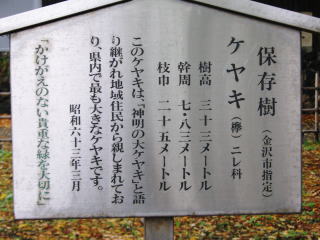 保存樹（金沢市指定）
ケヤキ（欅）ニレ科
樹高 三十三メートル
幹周 七・八三メートル
枝巾 二十五メートル
このケヤキは、「神明の大ケヤキ」と語
り継がれ地域住民から親しまれてお
り、県内で最も大きなケヤキです。
昭和六十三年三月
「かけがえのない貴重な緑を大切に」